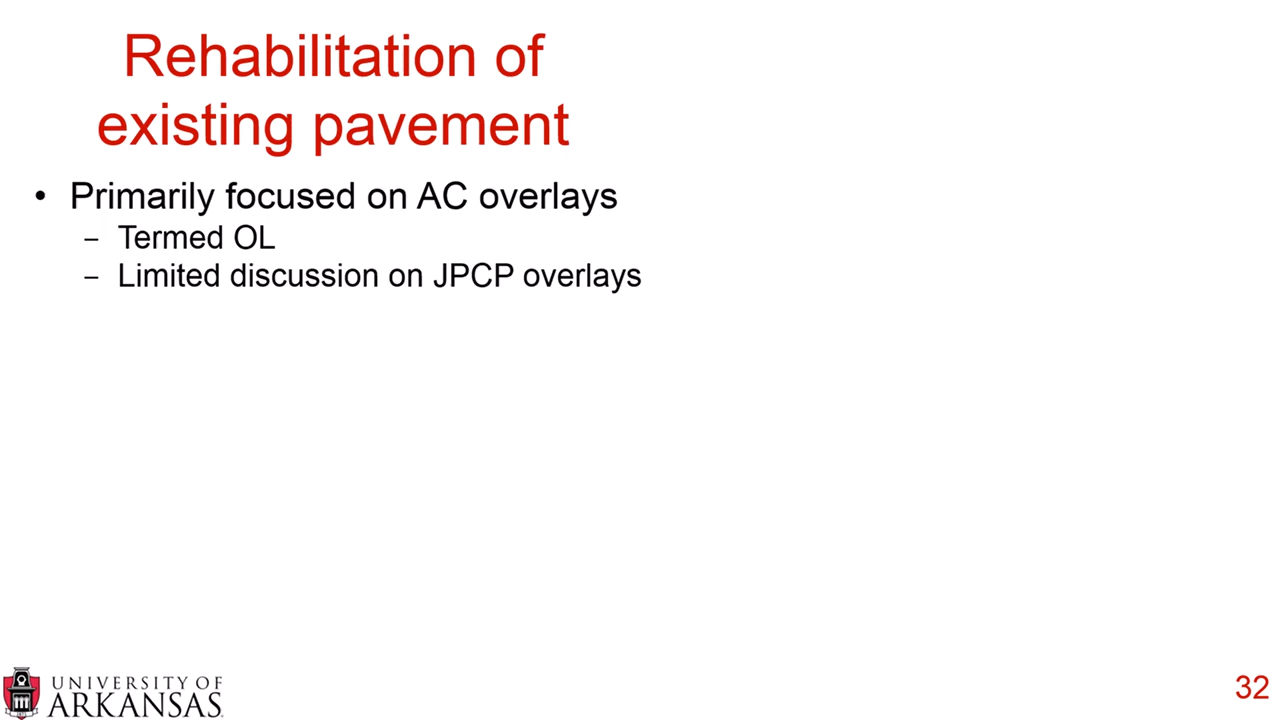 Rehabilitation of
existing pavement
• Primarily focused on AC overlays
– Termed OL
– Limited discussion on JPCP overlays
UNIVERSITY OF
ARKANSAS
32